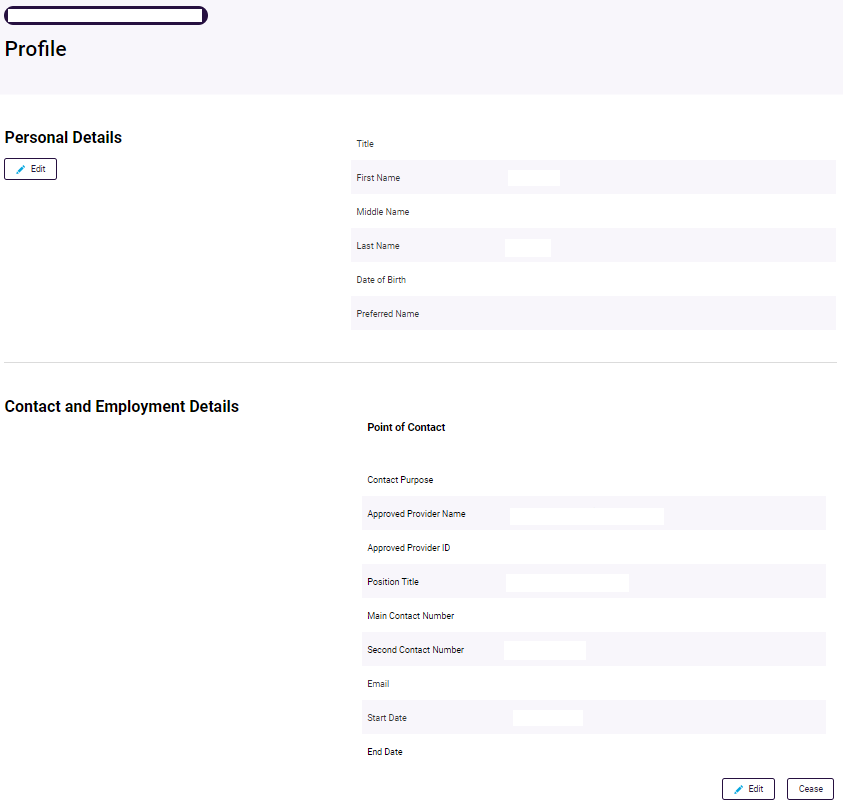 Profile
Personal Details
Edit
Title
First Name
Middle Name
Last Name
Date of Birth
Preferred Name
Contact and Employment Details
Point of Contact
Contact Purpose
Approved Provider Name
Approved Provider ID
Position Title
Main Contact Number
Second Contact Number
Email
Start Date
End Date
Edit
Cease